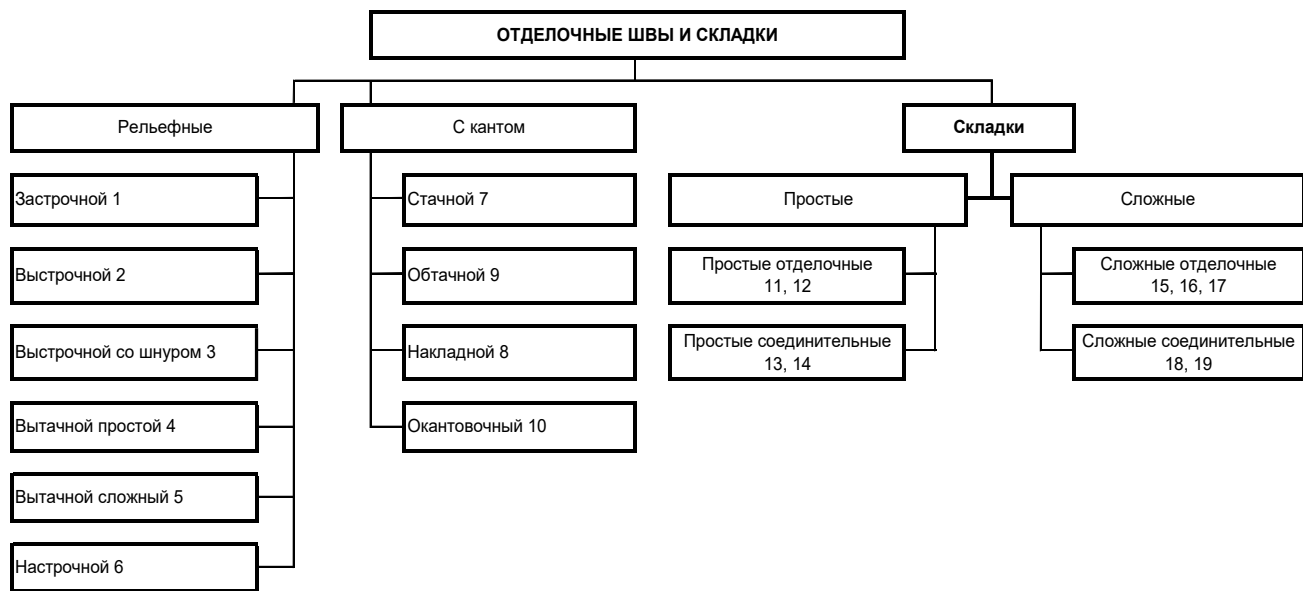 ОТДЕЛОЧНЫЕ ШВЫ И СКЛАДКИ
Рельефные
С кантом
Складки
Застрочной 1
Выстрочной 2
Выстрочной со шнуром 3
Вытачной простой 4
Вытачной сложный 5
Настрочной 6
Стачной 7
Обтачной 9
Накладной 8
Окантовочный 10
Простые
Сложные
Простые отделочные
11, 12
Простые соединительные
13, 14
Сложные отделочные
15, 16, 17
Сложные соединительные
18, 19